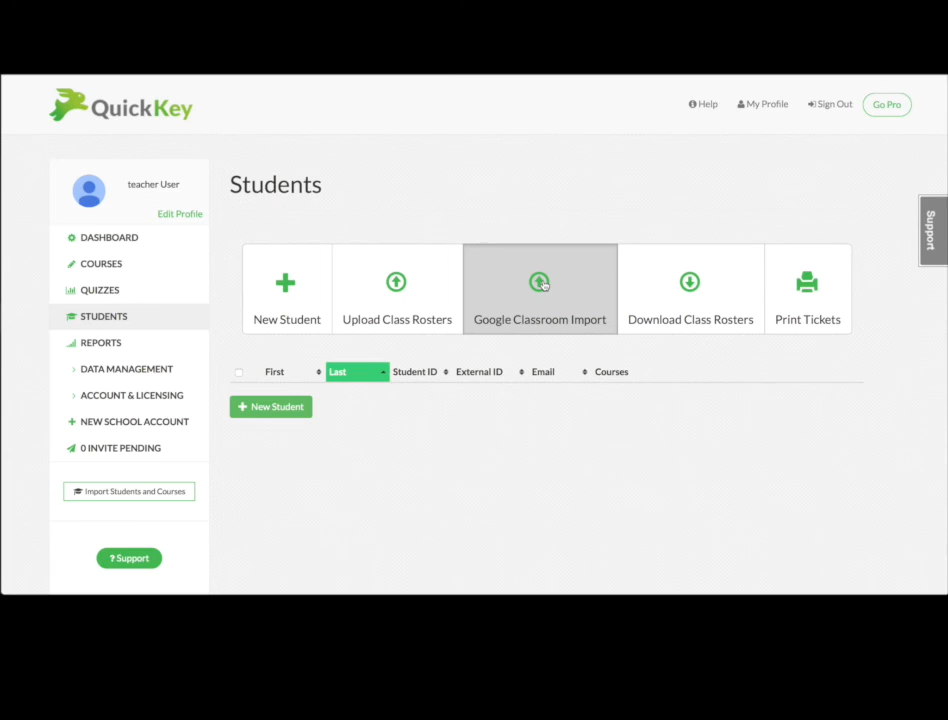 QuickKey
Help
My Profile
Sign Out
Go Pro
teacher User
Edit Profile
DASHBOARD
COURSES
QUIZZES
STUDENTS
REPORTS
DATA MANAGEMENT
ACCOUNT & LICENSING
NEW SCHOOL ACCOUNT
0 INVITE PENDING
Import Students and Courses
? Support
Students
New Student
Upload Class Rosters
Google Classroom Import
Download Class Rosters
Print Tickets
First Last Student ID External ID Email Courses
New Student
Support